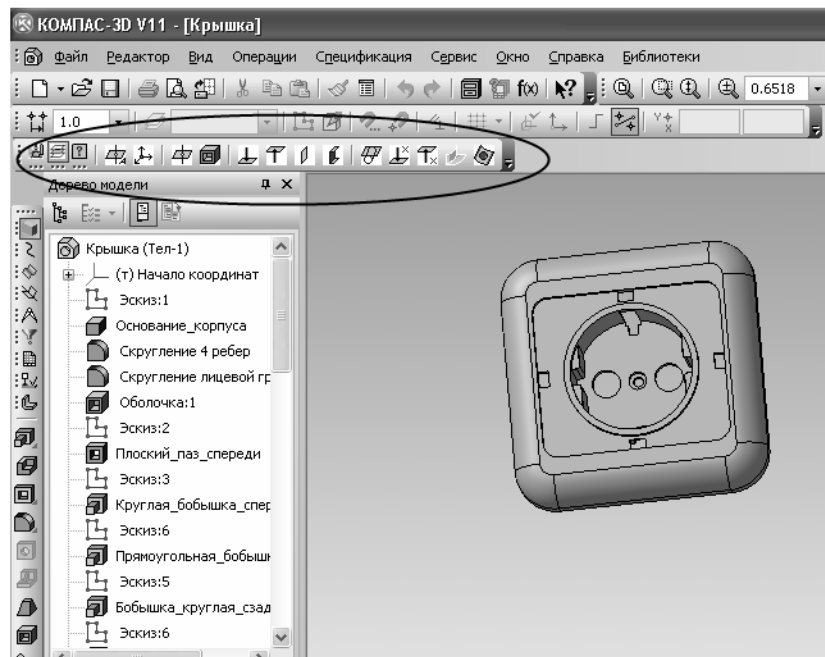 КОМПАС-3D V11 - [Крышка]
Файл Редактор Вид Операции Спецификация Сервис Окно Справка Библиотеки
f(x) 0.6518
1.0
Дерево модели
Крышка (Тел-1)
(т) Начало координат
Эскиз:1
Основание_корпуса
Скругление 4 ребер
Скругление лицевой гр
Оболочка:1
Эскиз:2
Плоский_паз_спереди
Эскиз:3
Круглая_бобышка_спер
Эскиз:6
Прямоугольная_бобышк
Эскиз:5
Бобышка_круглая_сзад
Эскиз:6